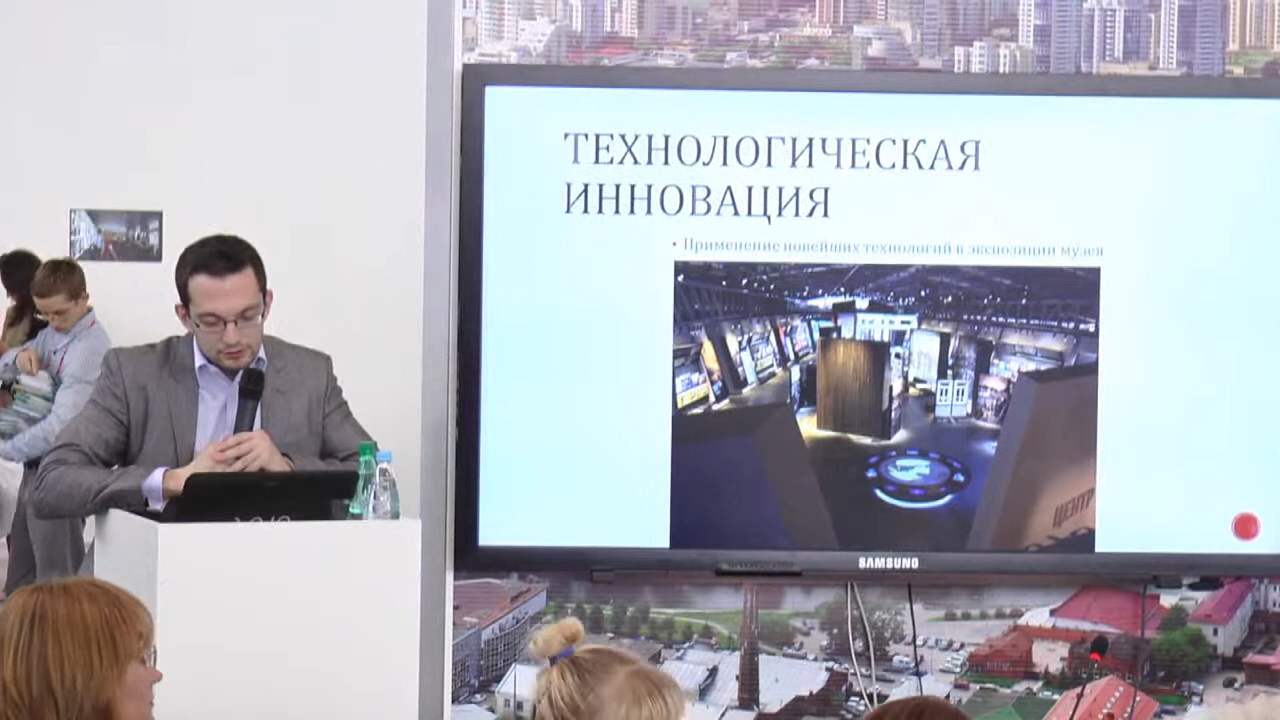 ТЕХНОЛОГИЧЕСКАЯ
ИННОВАЦИЯ
• Применение новейших технологий в экспозиции музея
ЦЕНТР
SAMSUNG